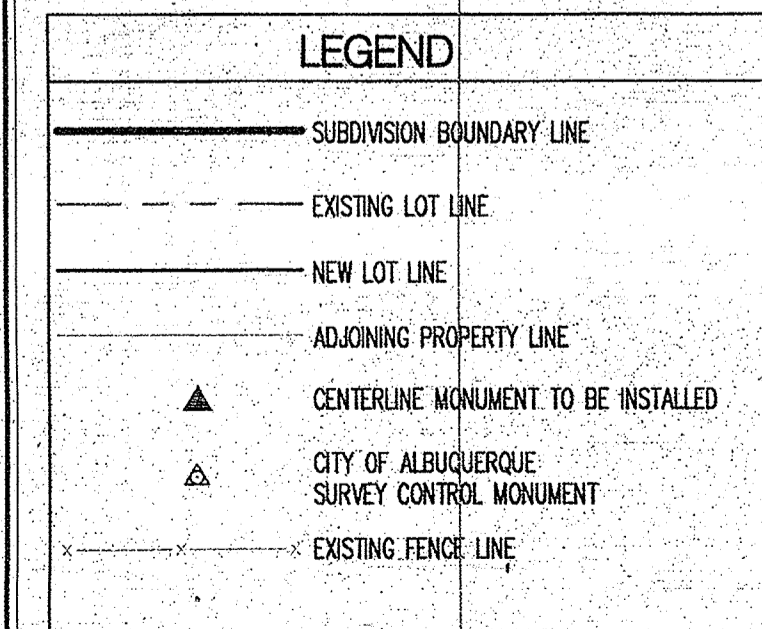 LEGEND
SUBDIVISION BOUNDARY LINE
EXISTING LOT LINE
NEW LOT LINE
ADJOINING PROPERTY LINE
CENTERLINE MONUMENT TO BE INSTALLED
CITY OF ALBUQUERQUE
SURVEY CONTROL MONUMENT
x x x EXISTING FENCE LINE